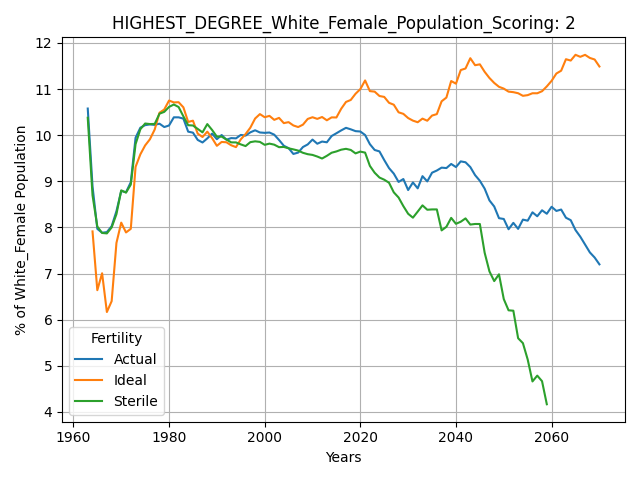 HIGHEST_DEGREE_White_Female_Population_Scoring: 2
% of White_Female Population
12
11
10
9
8
7
6
5
4
Fertility
Actual
Ideal
Sterile
1960
1980
2000
2020
2040
2060
Years